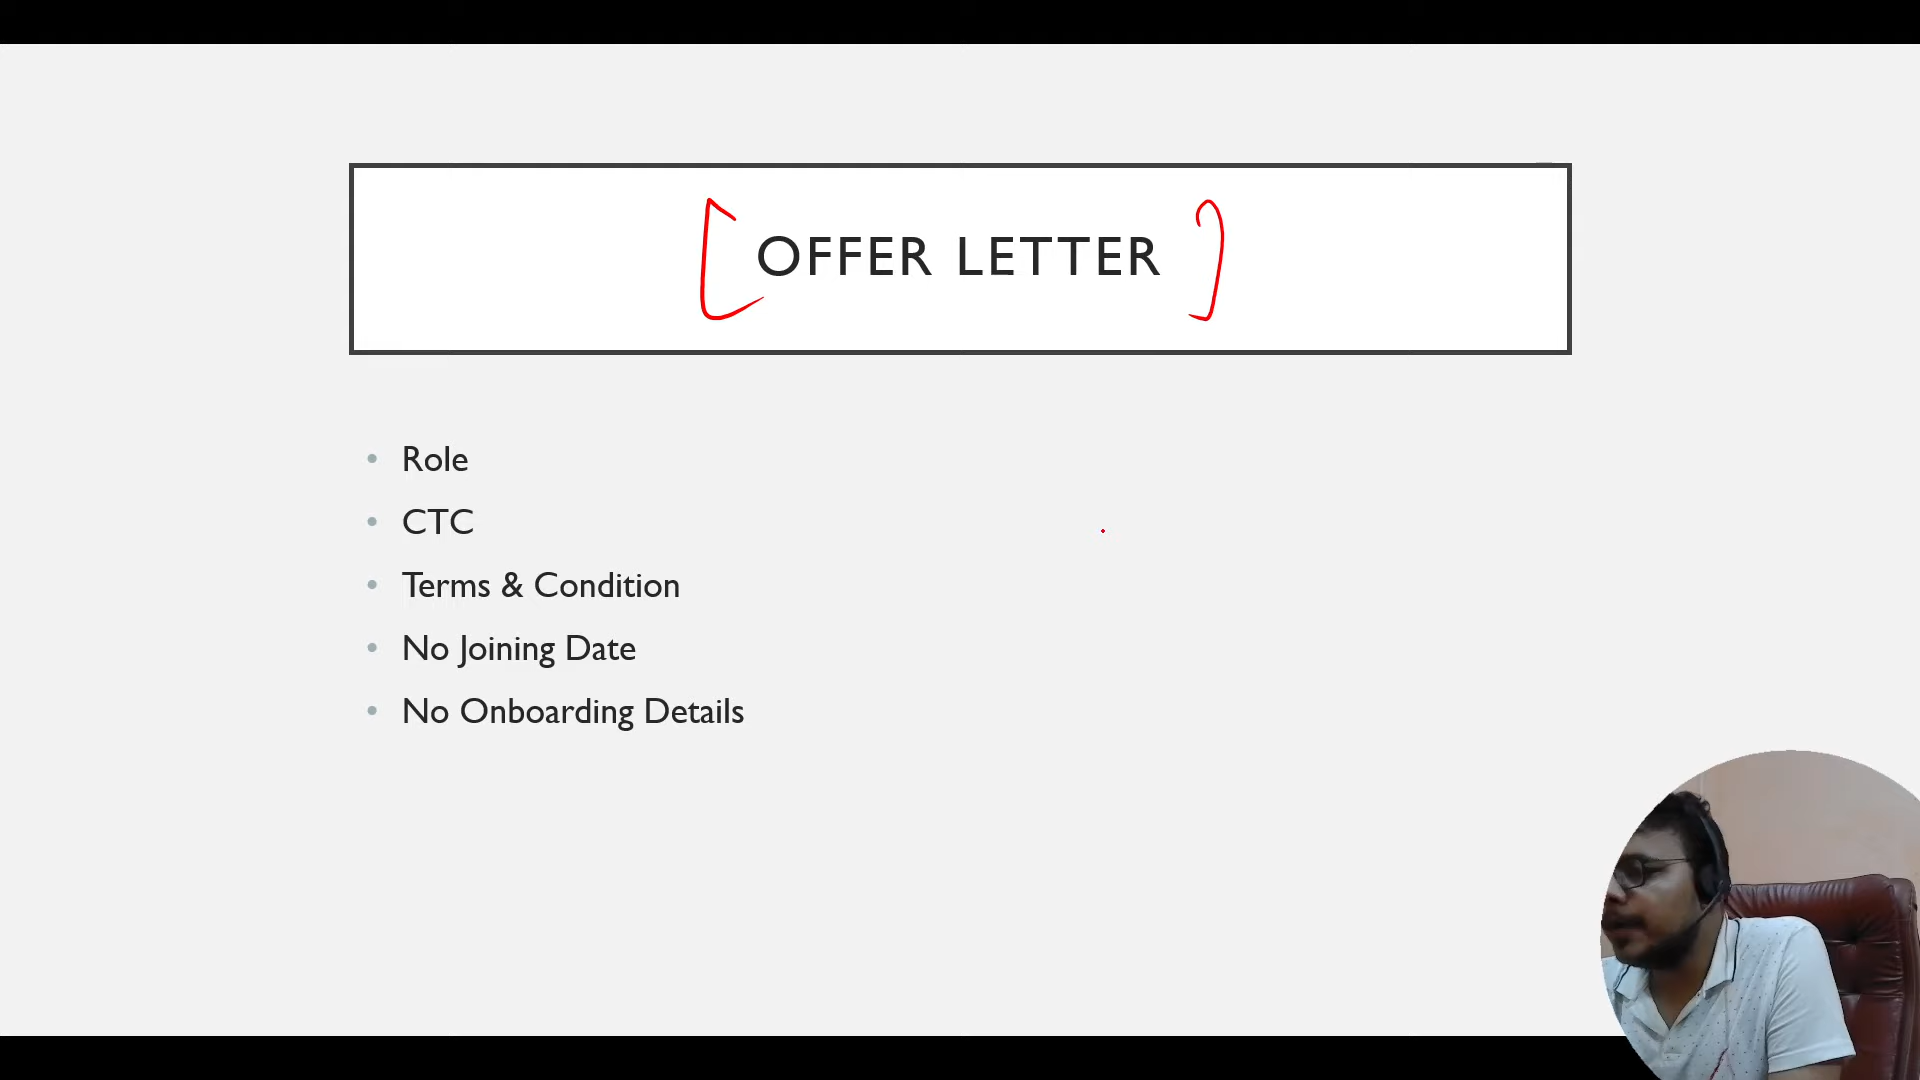 OFFER LETTER
• Role
• CTC
• Terms & Condition
• No Joining Date
• No Onboarding Details